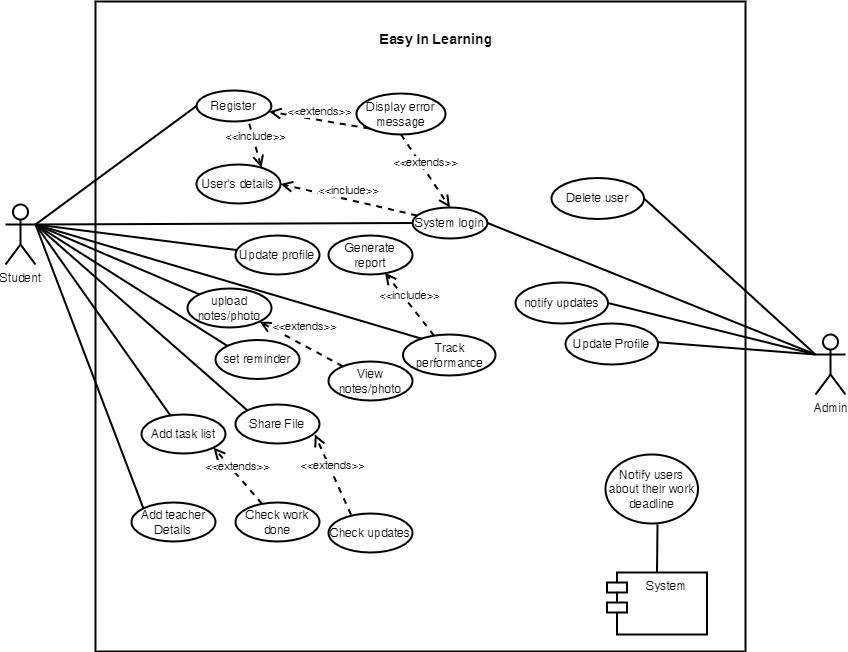 Easy In Learning
Register
<<extends>>
Display error
message
<<include>>
<<extends>>
User's details
<<include>>
Delete user
System login
Student
Update profile
Generate
report
<<include>>
upload
notes/photo
notify updates
<<extends>>
Update Profile
set reminder
Track
performance
View
notes/photo
Admin
Add task list
Share File
<<extends>>
<<extends>>
Notify users
about their work
deadline
Add teacher
Details
Check work
done
Check updates
System